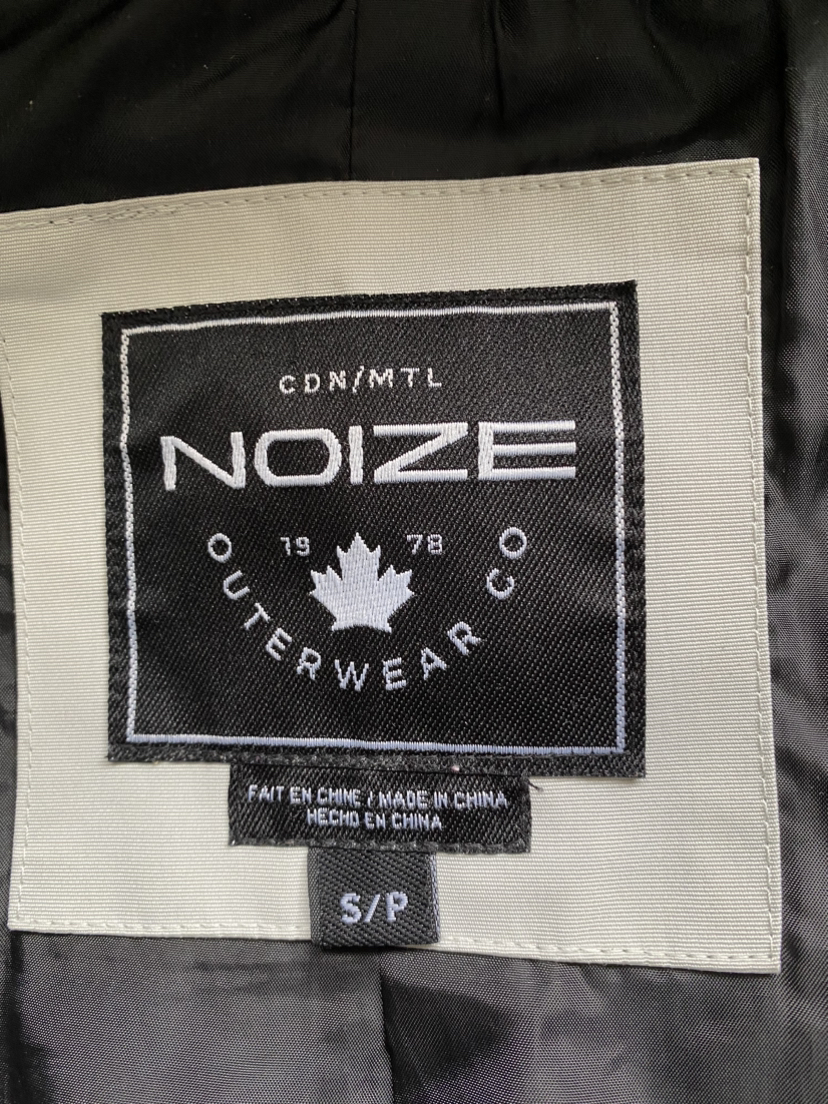 CDN/MTL
NOIZE
19 78
OUTERWEAR CO
FAIT EN CHINE / MADE IN CHINA
HECHO EN CHINA
S/P